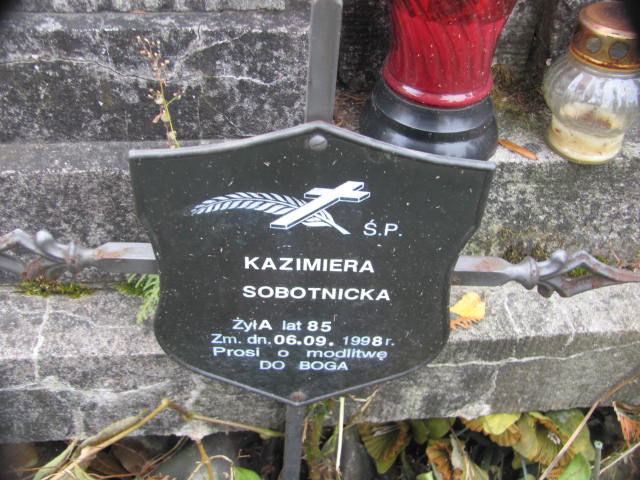 Ś.P.
KAZIMIERA
SOBOTNICKA
ŻyłA lat 85
Zm. dn. 06.09. 1998 r.
Prosi o modlitwę
DO BOGA